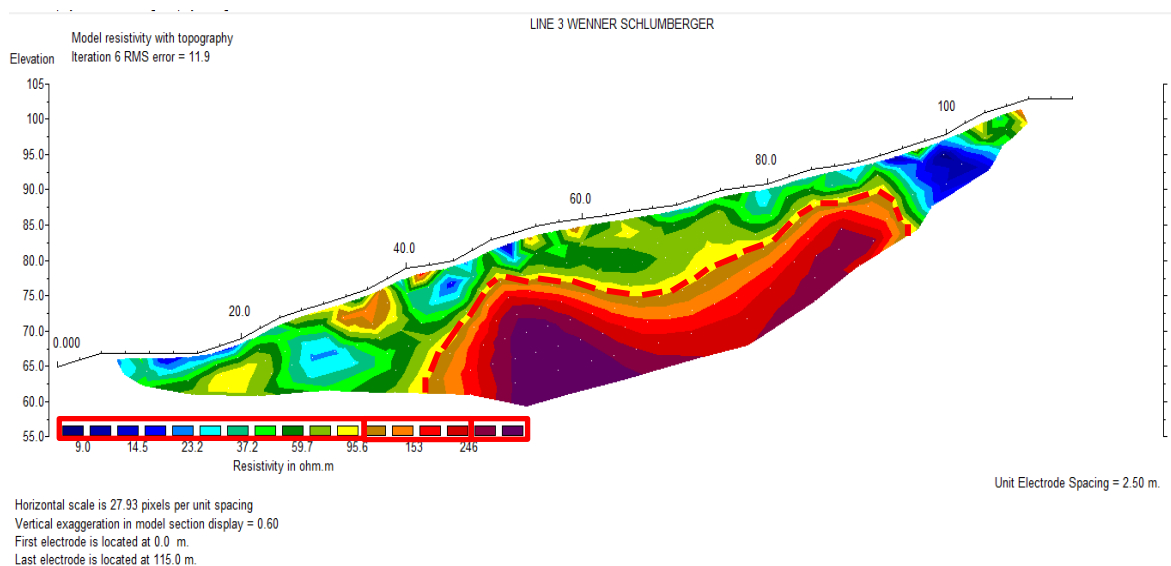 LINE 3 WENNER SCHLUMBERGER
Model resistivity with topography
Iteration 6 RMS error = 11.9
Elevation
105
100
95.0
90.0
85.0
80.0
75.0
70.0
65.0
60.0
55.0
0.000
20.0
40.0
60.0
80.0
100
9.0 14.5 23.2 37.2 59.7 95.6 153 246
Resistivity in ohm.m
Unit Electrode Spacing = 2.50 m.
Horizontal scale is 27.93 pixels per unit spacing
Vertical exaggeration in model section display = 0.60
First electrode is located at 0.0 m.
Last electrode is located at 115.0 m.